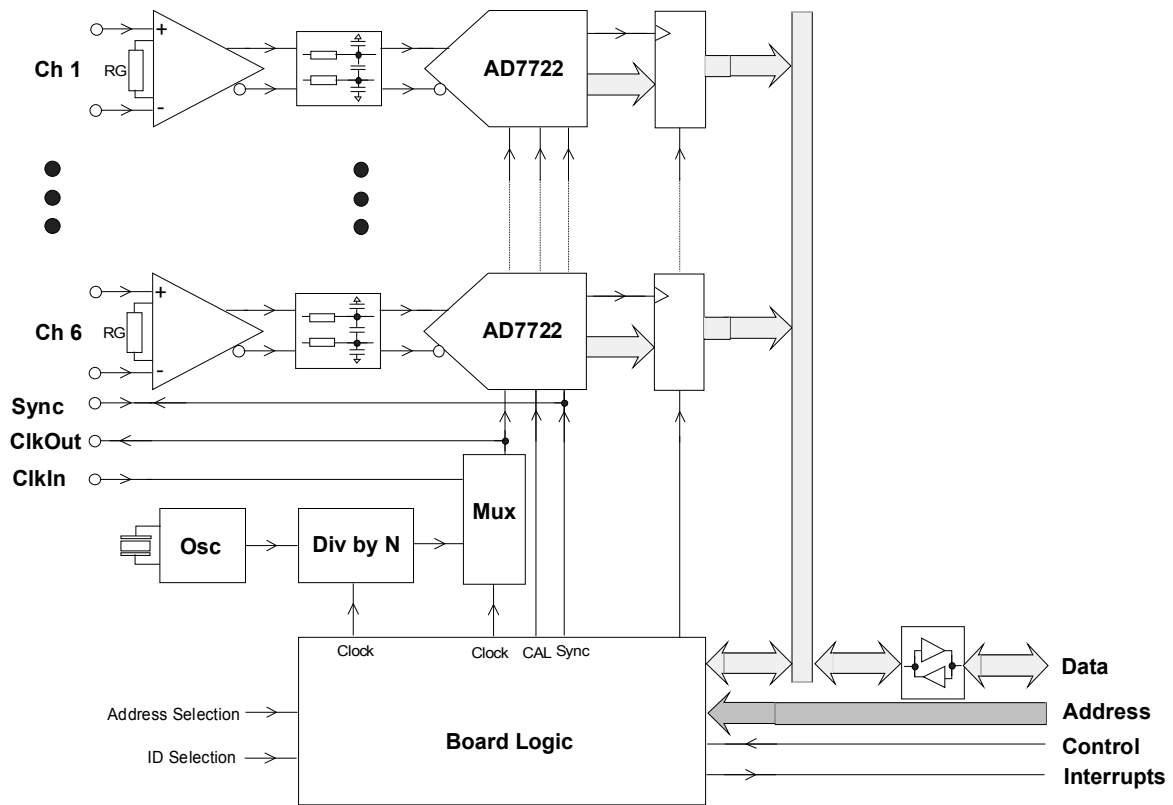 Ch 1
+
RG
-
AD7722
Ch 6
+
RG
-
AD7722
Sync
ClkOut
ClkIn
Osc
Div by N
Mux
Clock
Clock
CAL
Sync
Address Selection
ID Selection
Board Logic
Data
Address
Control
Interrupts